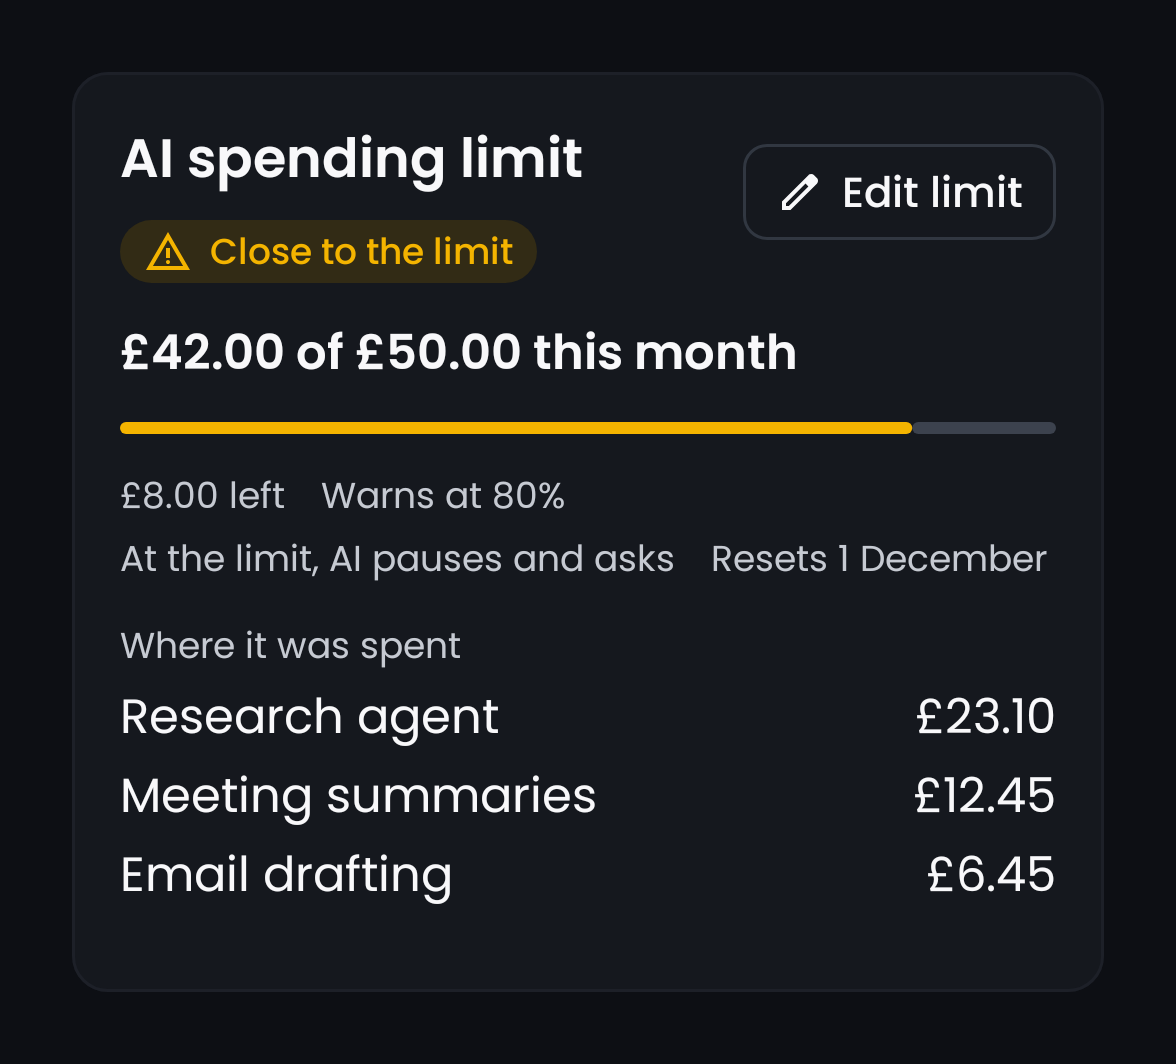 AI spending limit
Edit limit
Close to the limit
£42.00 of £50.00 this month
£8.00 left Warns at 80%
At the limit, AI pauses and asks Resets 1 December
Where it was spent
Research agent £23.10
Meeting summaries £12.45
Email drafting £6.45